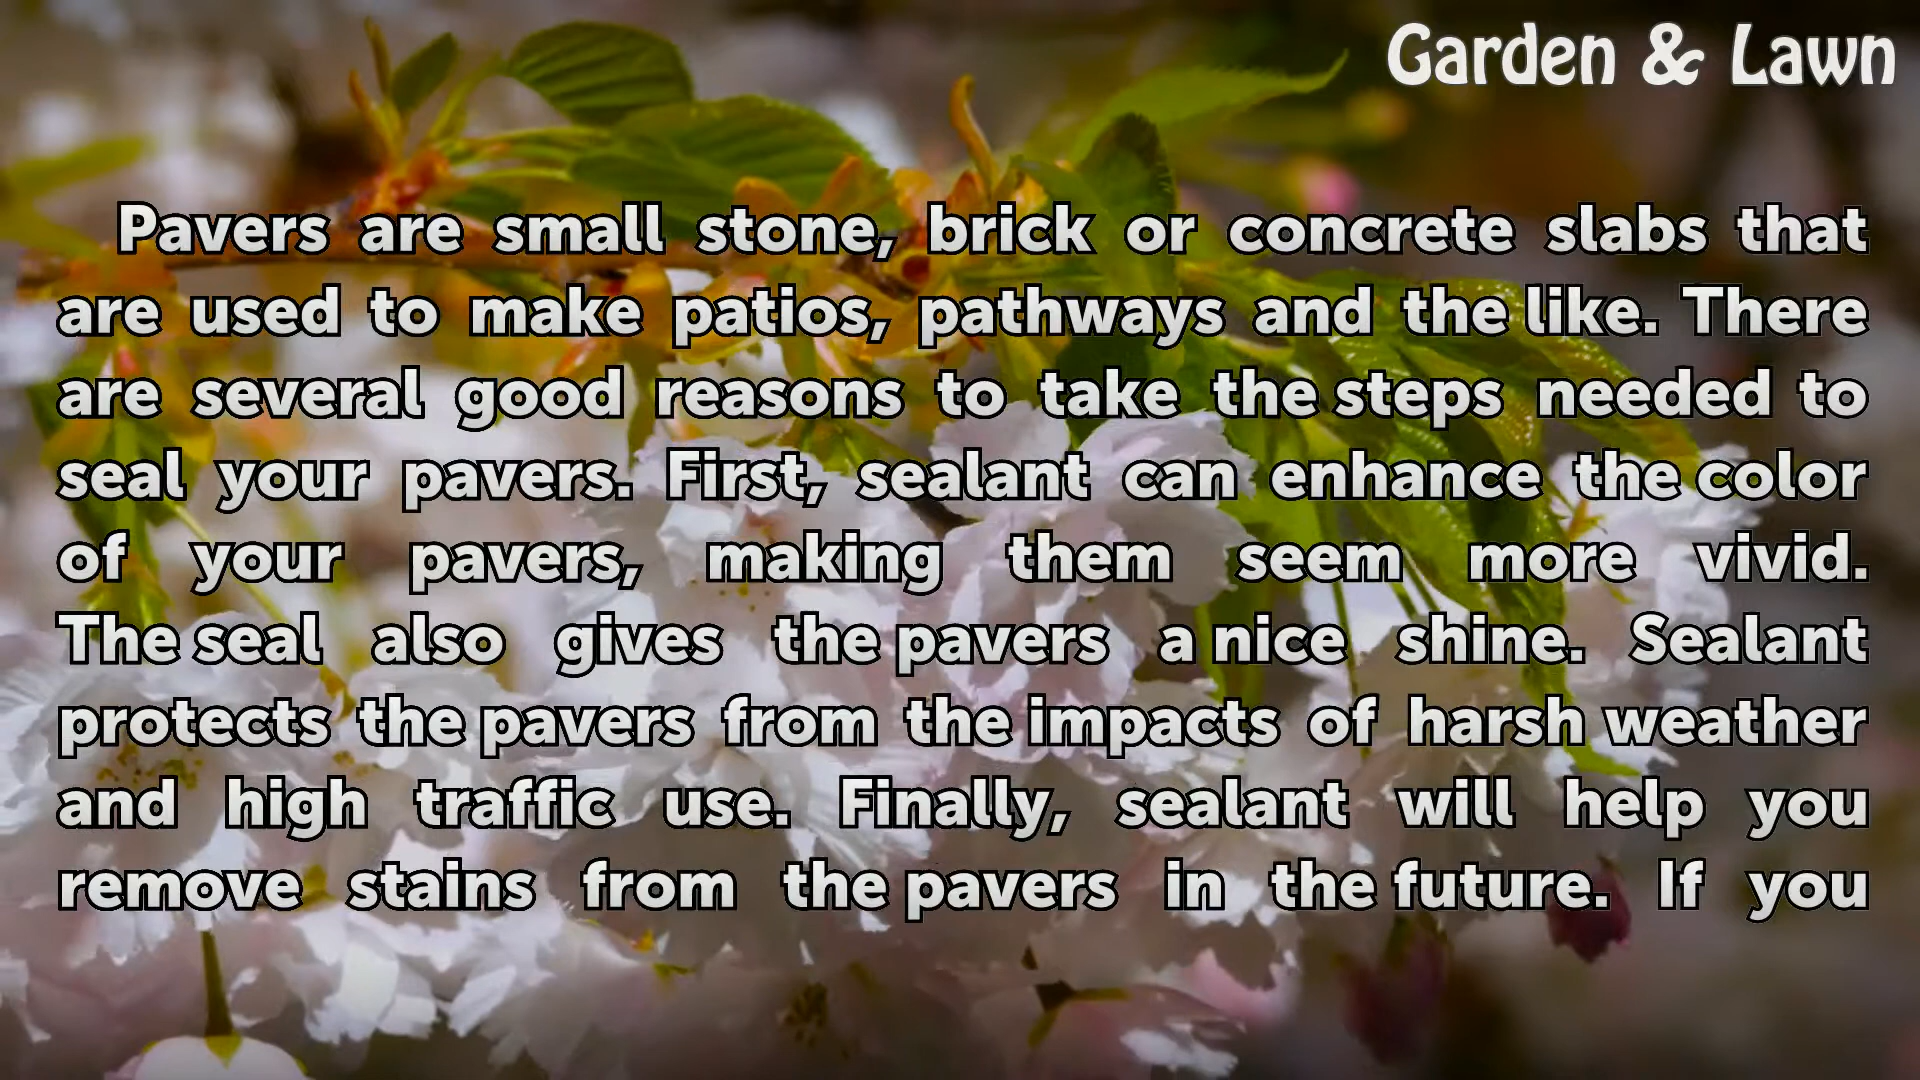 Garden & Lawn
Pavers are small stone, brick or concrete slabs that
are used to make patios, pathways and the like. There
are several good reasons to take the steps needed to
seal your pavers. First, sealant can enhance the color
of your pavers, making them seem more vivid.
The seal also gives the pavers a nice shine. Sealant
protects the pavers from the impacts of harsh weather
and high traffic use. Finally, sealant will help you
remove stains from the pavers in the future. If you